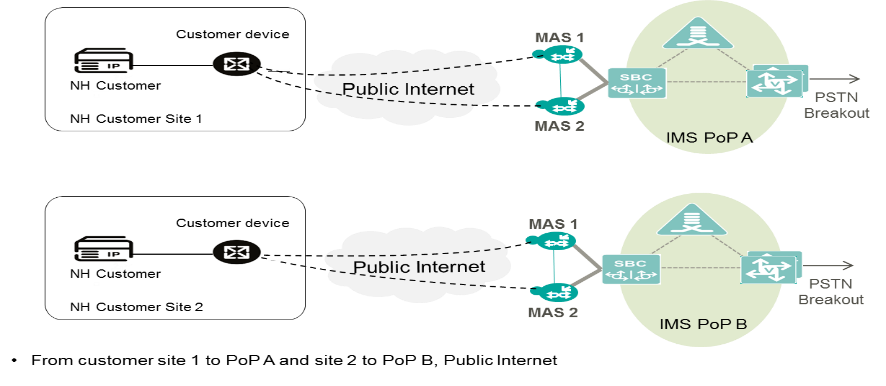 Customer device
IP
NH Customer
NH Customer Site 1
Public Internet
MAS 1
MAS 2
SBC
IMS PoP A
PSTN
Breakout
Customer device
IP
NH Customer
NH Customer Site 2
Public Internet
MAS 1
MAS 2
SBC
IMS PoP B
PSTN
Breakout
• From customer site 1 to PoP A and site 2 to PoP B, Public Internet